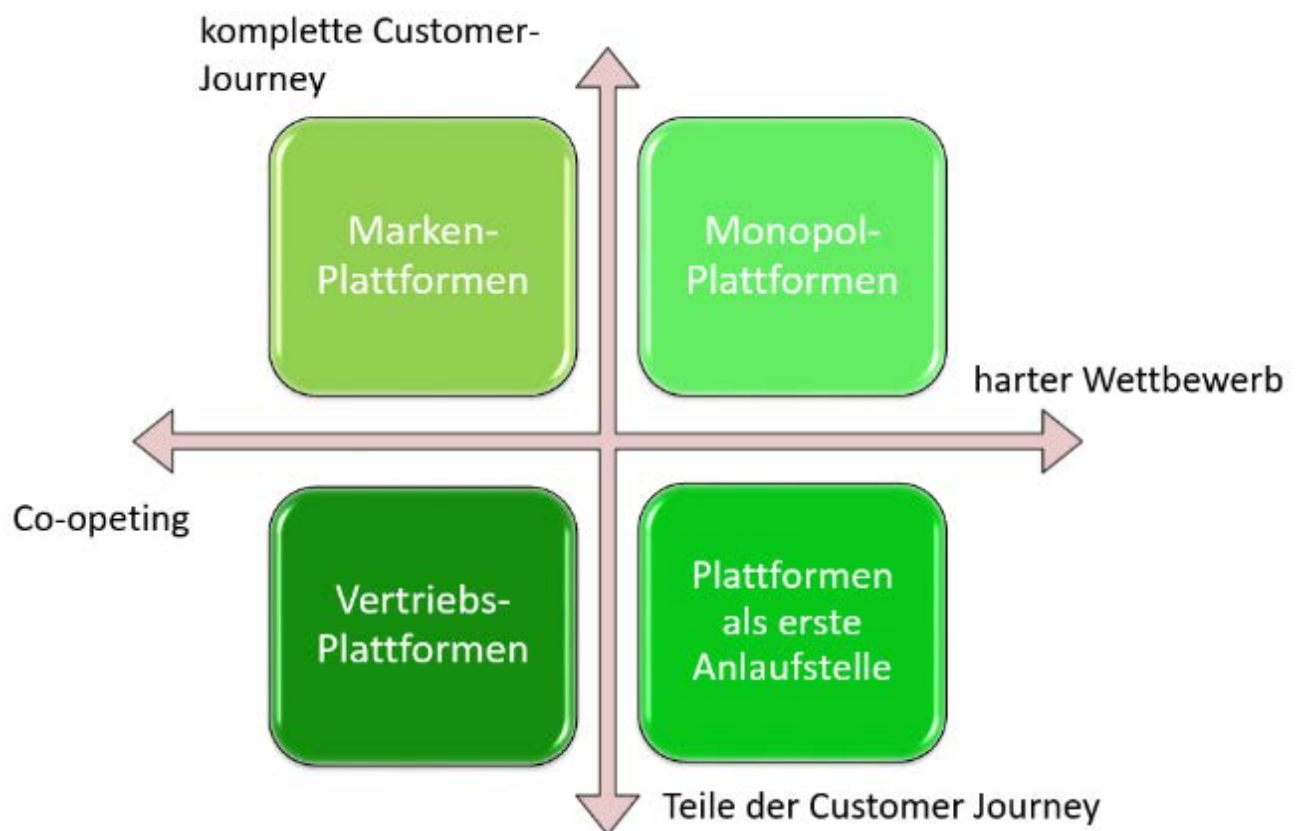 komplette Customer-
Journey
Marken-
Plattformen
Monopol-
Plattformen
harter Wettbewerb
Co-opeting
Vertriebs-
Plattformen
Plattformen
als erste
Anlaufstelle
Teile der Customer Journey